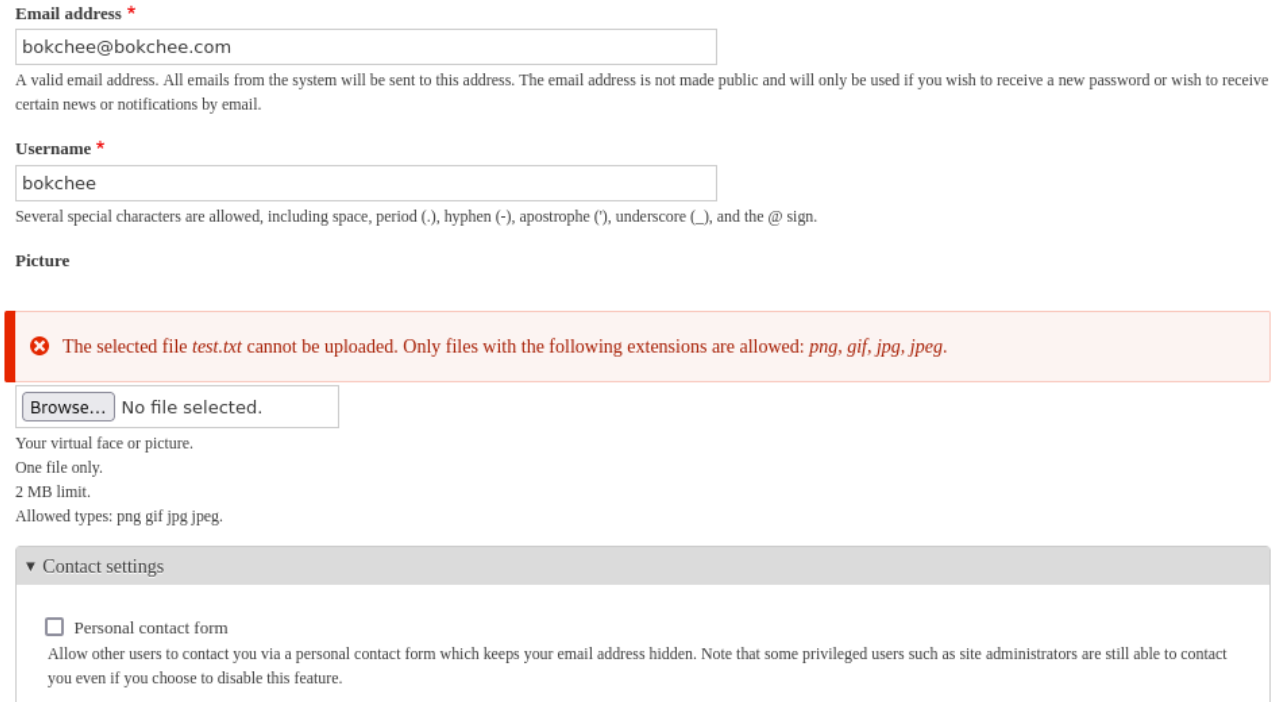 Email address *
bokchee@bokchee.com
A valid email address. All emails from the system will be sent to this address. The email address is not made public and will only be used if you wish to receive a new password or wish to receive
certain news or notifications by email.
Username *
bokchee
Several special characters are allowed, including space, period (.), hyphen (-), apostrophe ('), underscore (_), and the @ sign.
Picture
The selected file test.txt cannot be uploaded. Only files with the following extensions are allowed: png, gif, jpg, jpeg.
Browse... No file selected.
Your virtual face or picture.
One file only.
2 MB limit.
Allowed types: png gif jpg jpeg.
Contact settings
Personal contact form
Allow other users to contact you via a personal contact form which keeps your email address hidden. Note that some privileged users such as site administrators are still able to contact
you even if you choose to disable this feature.